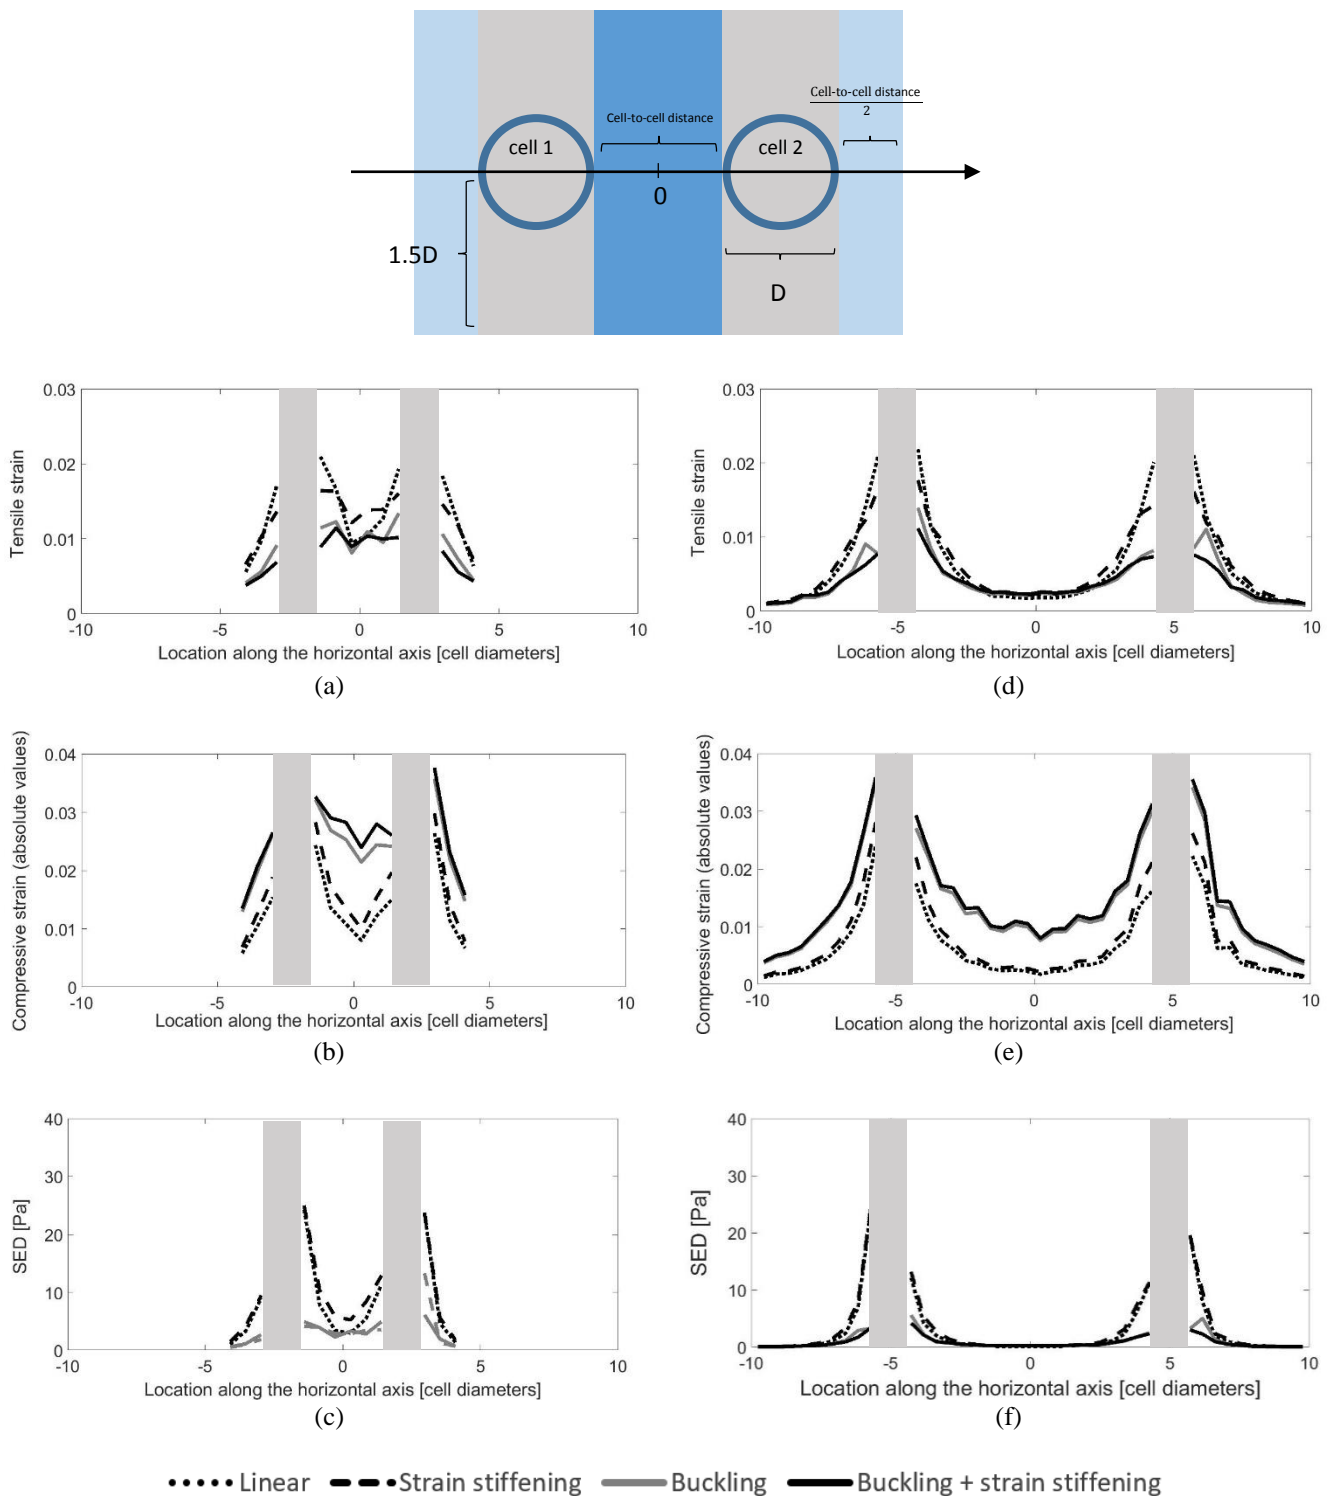 Cell-to-cell distance
2
Cell-to-cell distance
cell 1
cell 2
0
1.5D
D
0.03
0.02
0.01
0
-10
-5
0
5
10
Tensile strain
Location along the horizontal axis [cell diameters]
(a)
0.03
0.02
0.01
0
-10
-5
0
5
10
Tensile strain
Location along the horizontal axis [cell diameters]
(d)
0.04
0.03
0.02
0.01
0
-10
-5
0
5
10
Compressive strain (absolute values)
Location along the horizontal axis [cell diameters]
(b)
0.04
0.03
0.02
0.01
0
-10
-5
0
5
10
Compressive strain (absolute values)
Location along the horizontal axis [cell diameters]
(e)
40
30
20
10
0
-10
-5
0
5
10
SED [Pa]
Location along the horizontal axis [cell diameters]
(c)
40
30
20
10
0
-10
-5
0
5
10
SED [Pa]
Location along the horizontal axis [cell diameters]
(f)
Linear Strain stiffening Buckling Buckling + strain stiffening